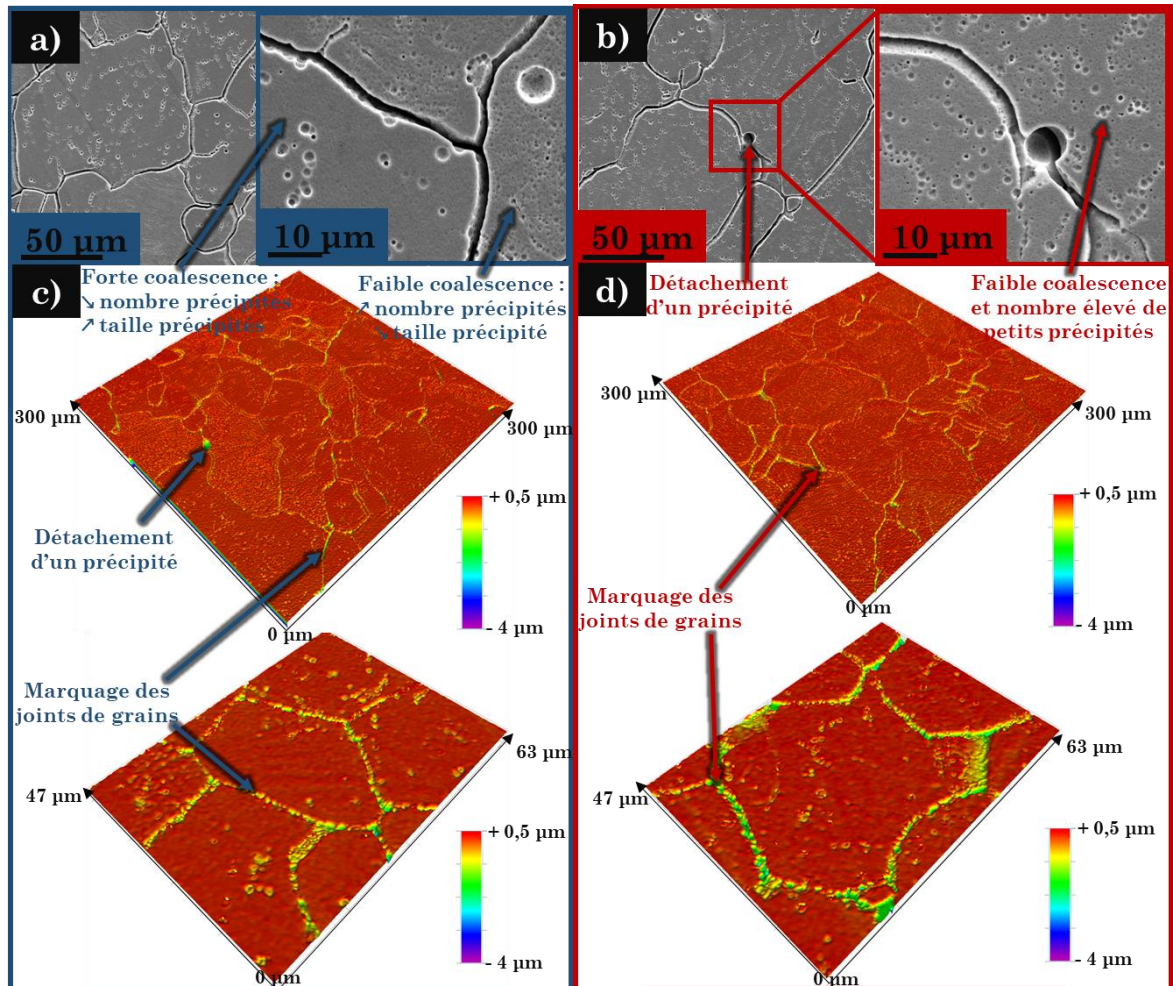 a)
50 µm
10 µm
b)
50 µm
10 µm
Forte coalescence :
↘ nombre précipités
↗ taille précipités
Faible coalescence :
↗ nombre précipités
↘ taille précipité
Détachement
d'un précipité
Faible coalescence
et nombre élevé de
petits précipités
c)
300 µm
300 µm
0 µm
+ 0,5 µm
- 4 µm
Détachement
d'un précipité
Marquage des
joints de grains
47 µm
63 µm
0 µm
+ 0,5 µm
- 4 µm
d)
300 µm
300 µm
0 µm
+ 0,5 µm
- 4 µm
Marquage des
joints de grains
47 µm
63 µm
0 µm
+ 0,5 µm
- 4 µm